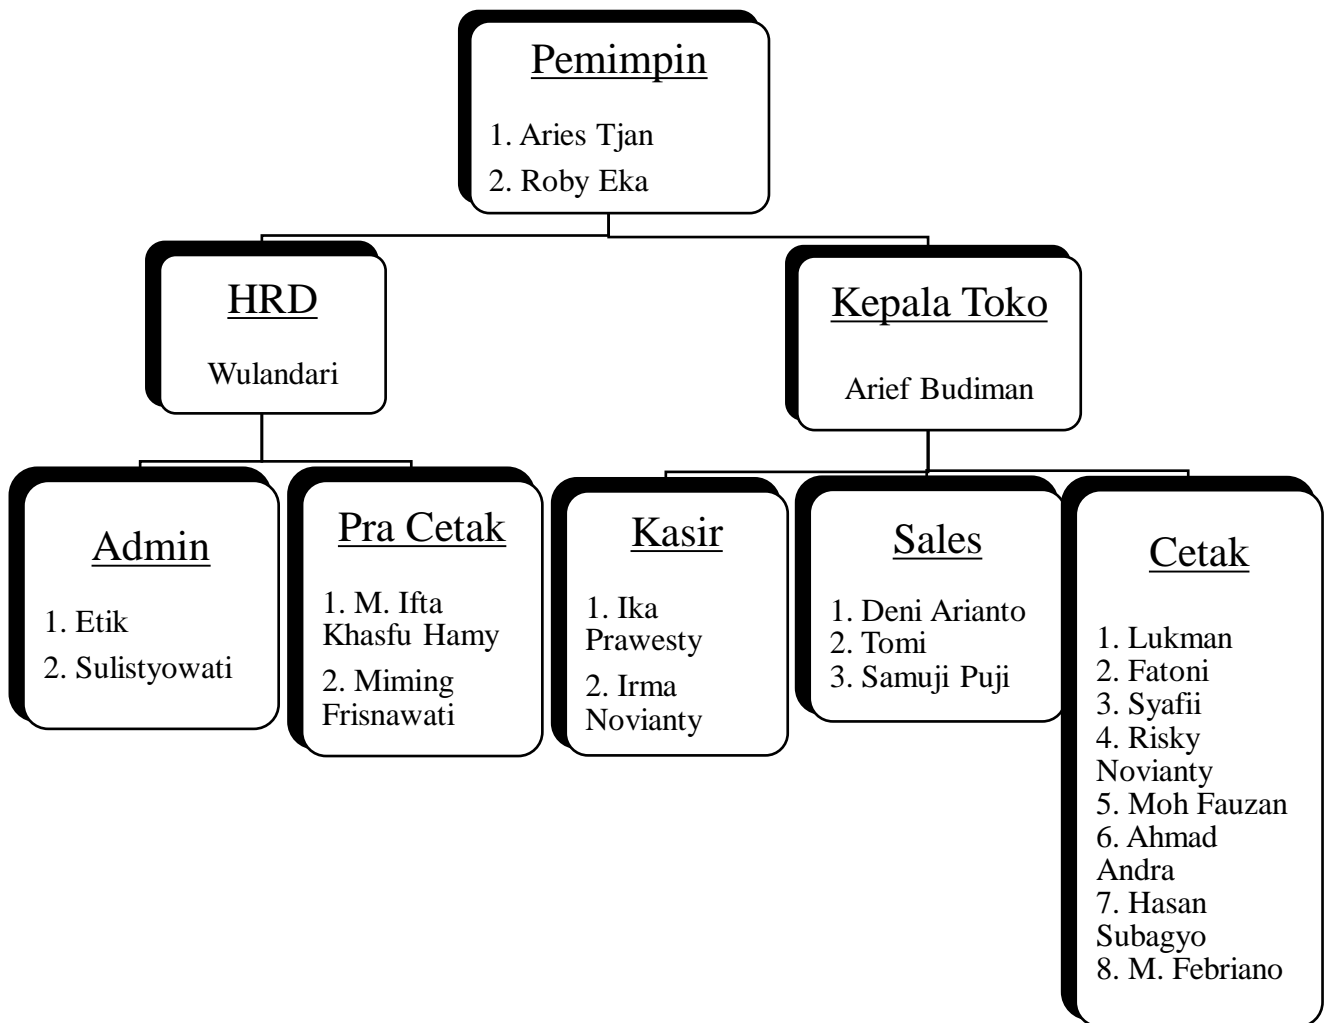 Pemimpin
1. Aries Tjan
2. Roby Eka
HRD
Wulandari
Kepala Toko
Arief Budiman
Admin
1. Etik
2. Sulistyowati
Pra Cetak
1. M. Ifta
Khasfu Hamy
2. Miming
Frisnawati
Kasir
1. Ika
Prawesty
2. Irma
Novianty
Sales
1. Deni Arianto
2. Tomi
3. Samuji Puji
Cetak
1. Lukman
2. Fatoni
3. Syafii
4. Risky
Novianty
5. Moh Fauzan
6. Ahmad
Andra
7. Hasan
Subagyo
8. M. Febriano